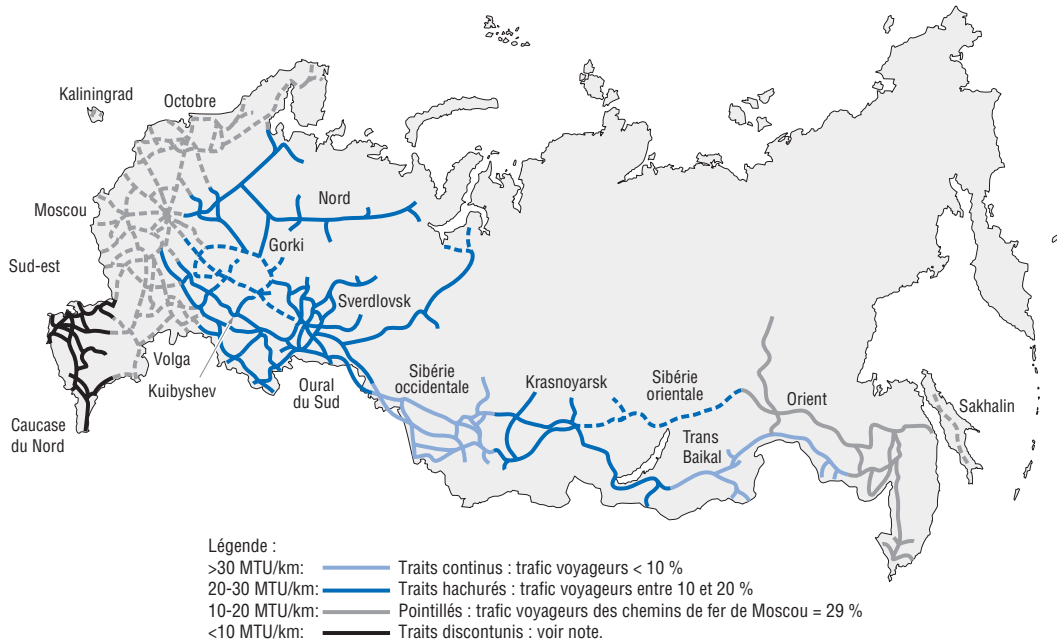 Kaliningrad
Octobre
Moscou
Nord
Gorki
Sud-est
Sverdlovsk
Volga
Kuibyshev
Oural
du Sud
Sibérie
occidentale
Krasnoyarsk
Sibérie
orientale
Orient
Sakhalin
Caucase
du Nord
Trans
Baikal
Légende :
>30 MTU/km: Traits continus : trafic voyageurs < 10 %
20-30 MTU/km: Traits hachurés : trafic voyageurs entre 10 et 20 %
10-20 MTU/km: Pointillés : trafic voyageurs des chemins de fer de Moscou = 29 %
<10 MTU/km: Traits discontunis : voir note.